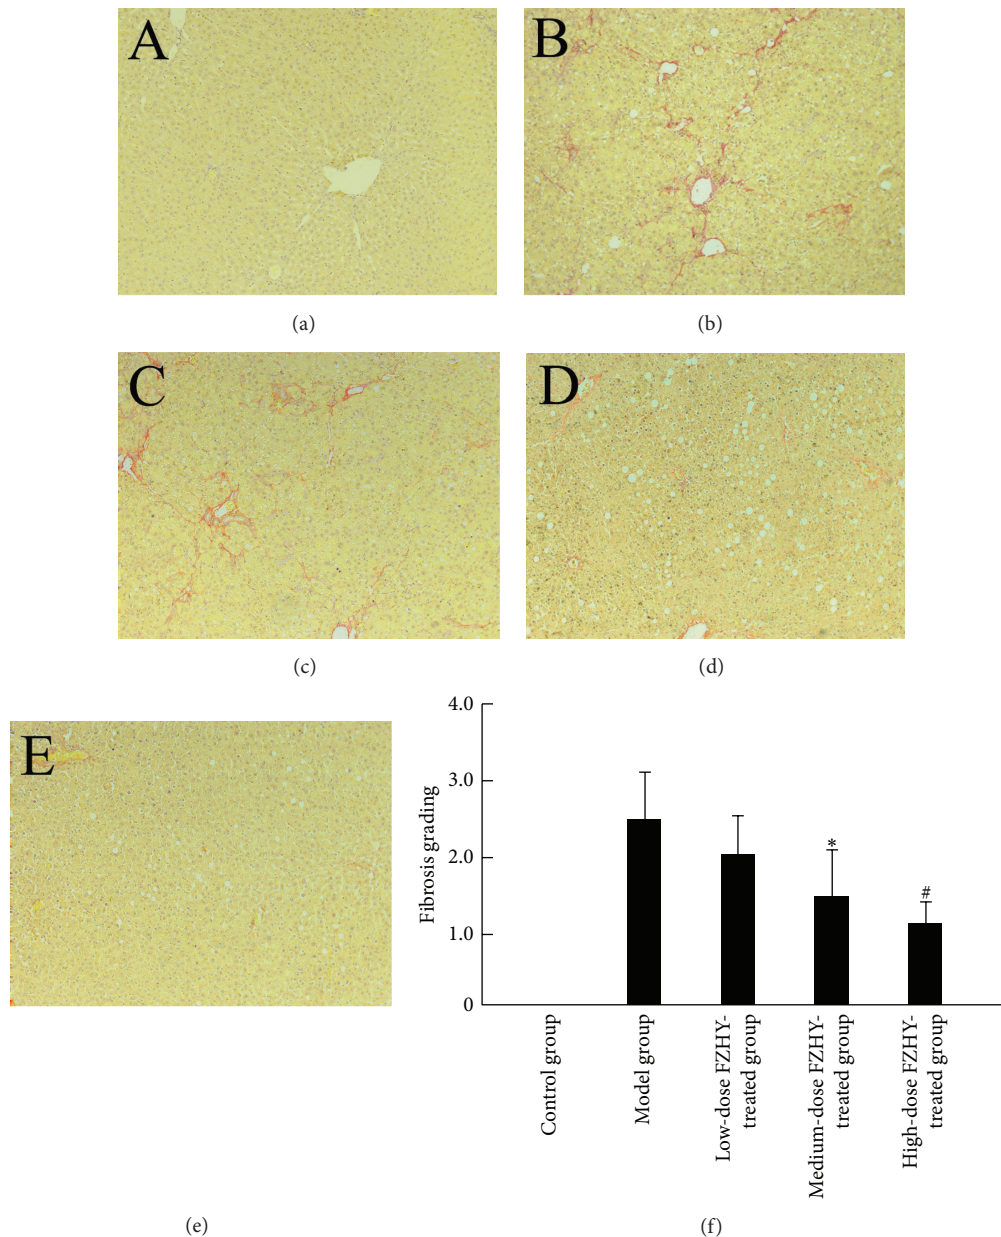 A
B
(a)
(b)
C
D
(c)
(d)
E
(e)
4.0
3.0
2.0
1.0
0
Fibrosis grading
*
#
Control group
Model group
Low-dose FZHY-
treated group
Medium-dose FZHY-
treated group
High-dose FZHY-
treated group
(f)